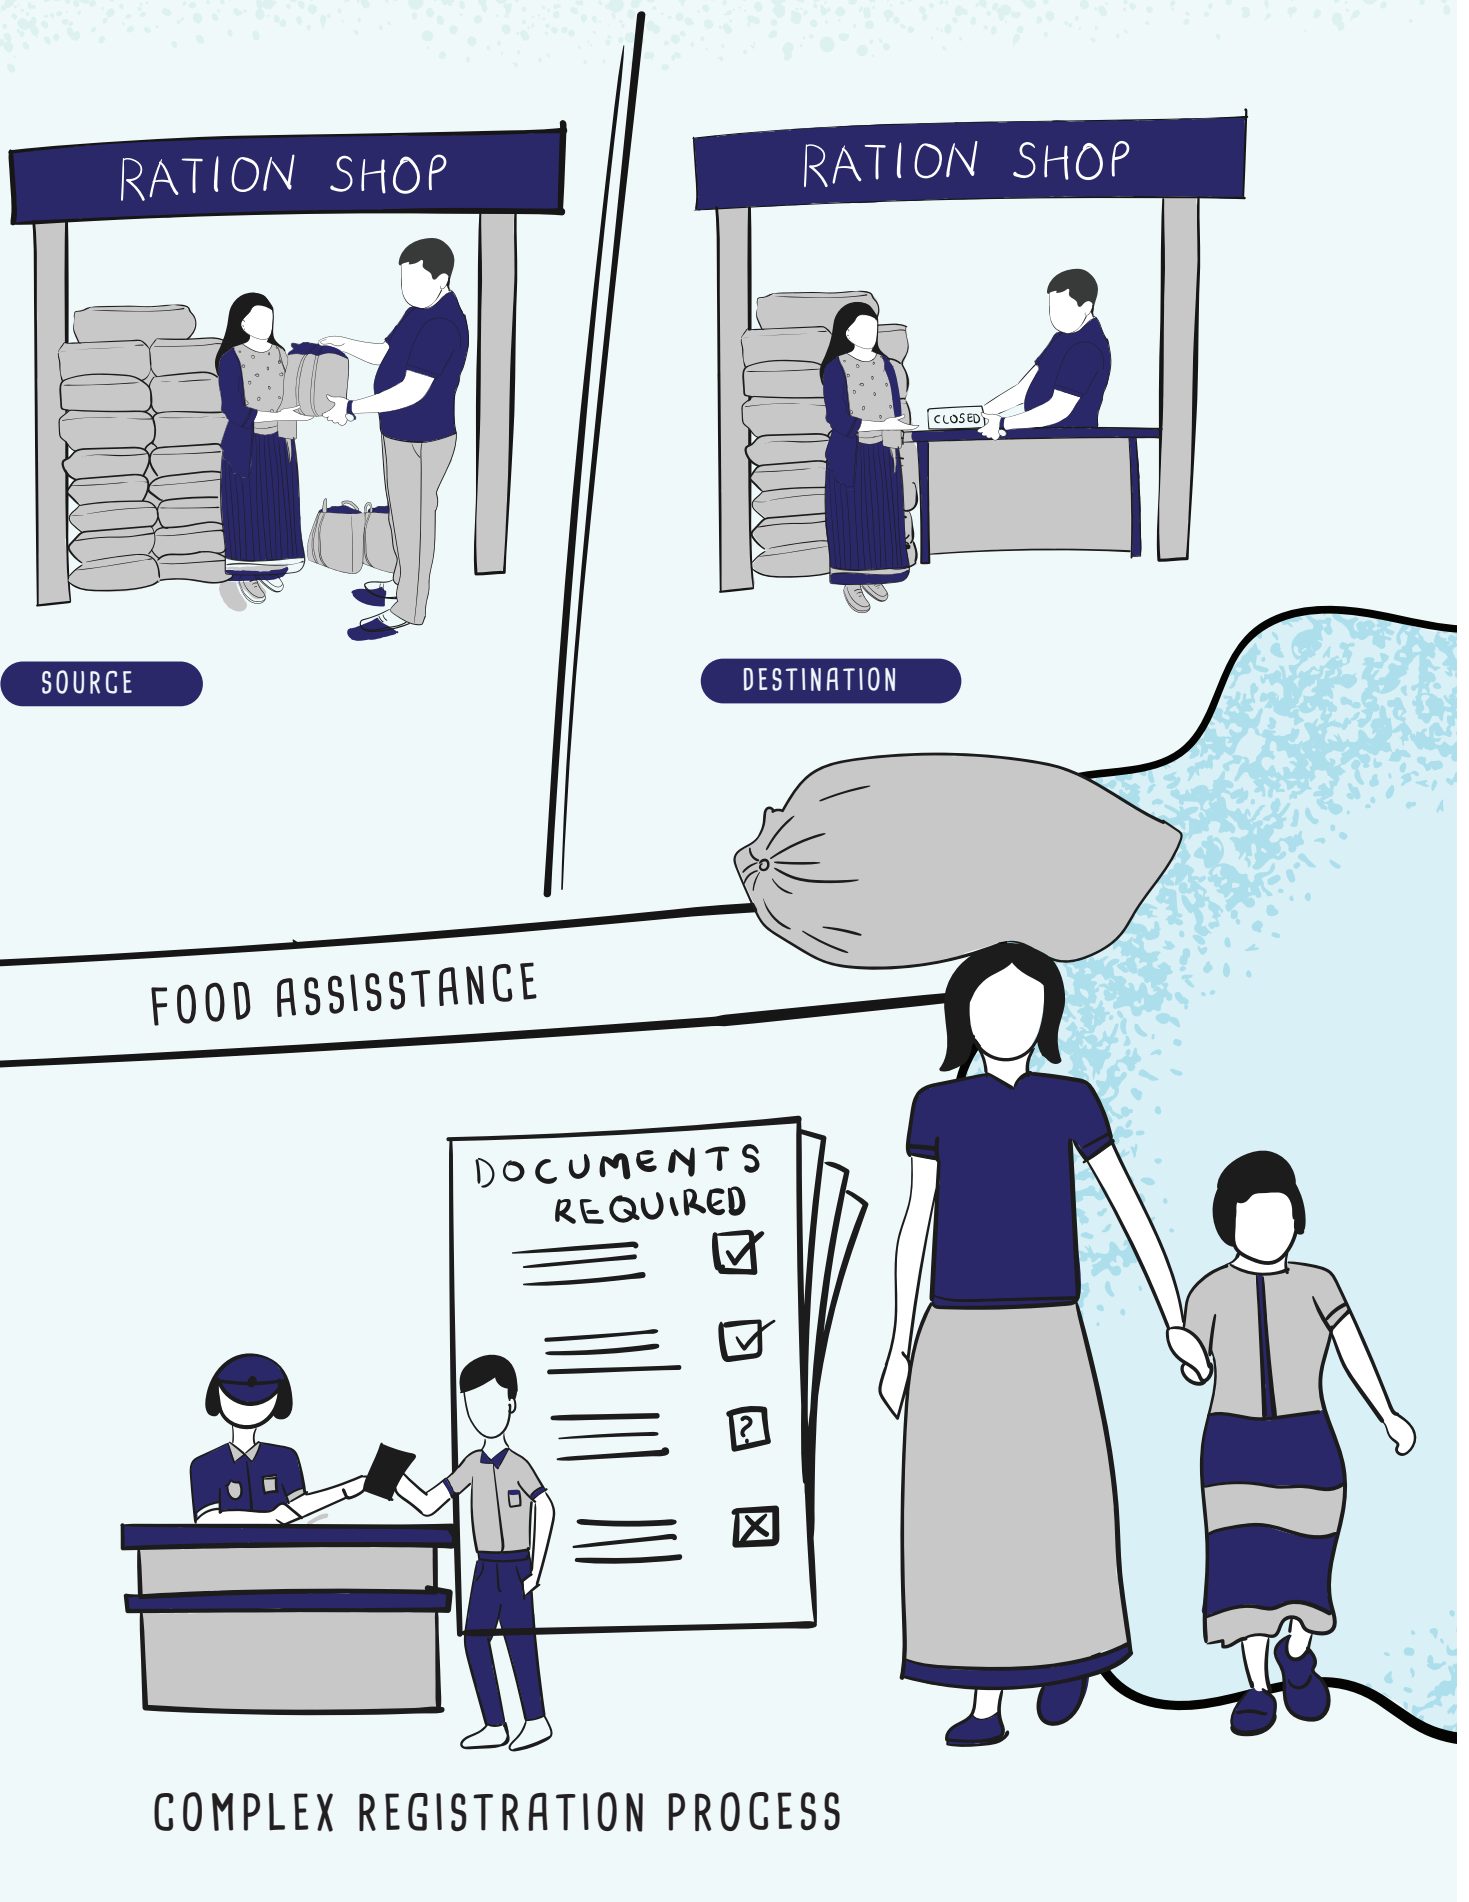 RATION SHOP
RATION SHOP
CLOSED
SOURCE
DESTINATION
FOOD ASSISSTANCE
DOCUMENTS
REQUIRED
?
COMPLEX REGISTRATION PROCESS